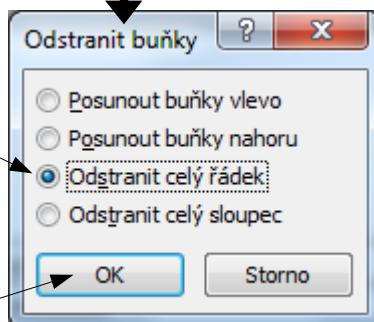 Odstranit buňky
Posunout buňky vlevo
Posunout buňky nahoru
Odstranit celý řádek
Odstranit celý sloupec
OK Storno